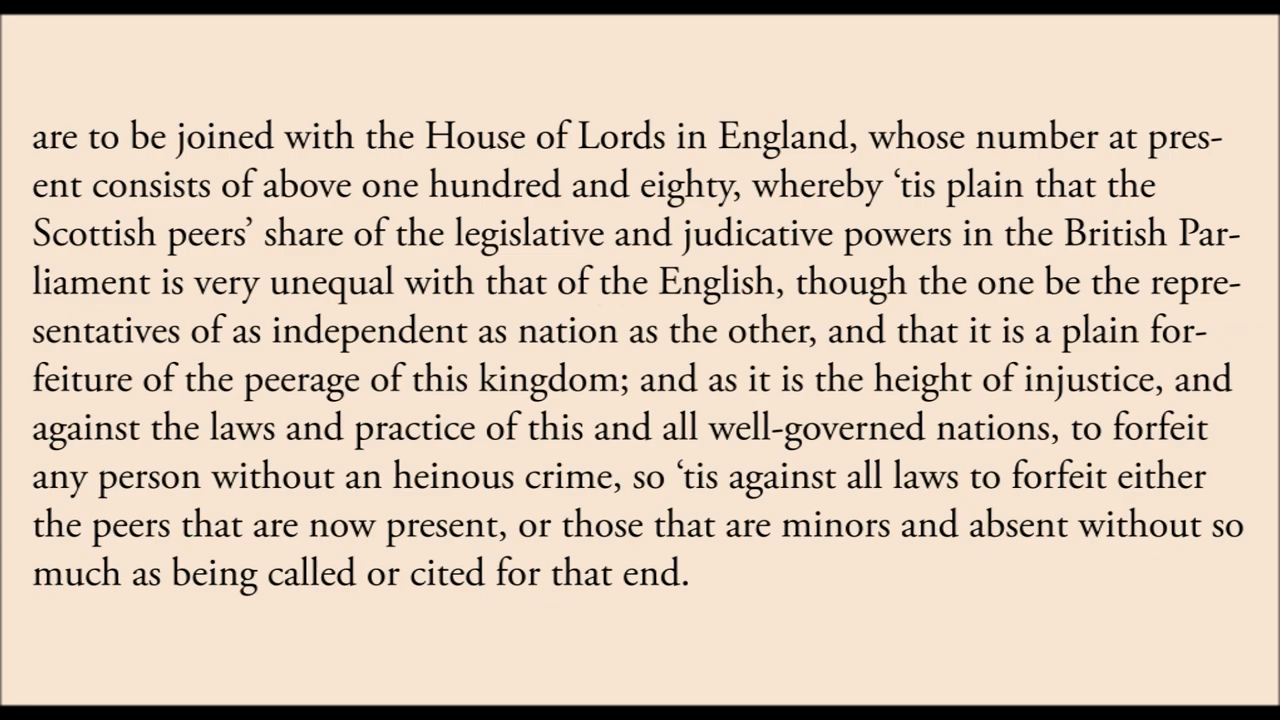 are to be joined with the House of Lords in England, whose number at pres-
ent consists of above one hundred and eighty, whereby ‘tis plain that the
Scottish peers’ share of the legislative and judicative powers in the British Par-
liament is very unequal with that of the English, though the one be the repre-
sentatives of as independent as nation as the other, and that it is a plain for-
feiture of the peerage of this kingdom; and as it is the height of injustice, and
against the laws and practice of this and all well-governed nations, to forfeit
any person without an heinous crime, so ‘tis against all laws to forfeit either
the peers that are now present, or those that are minors and absent without so
much as being called or cited for that end.